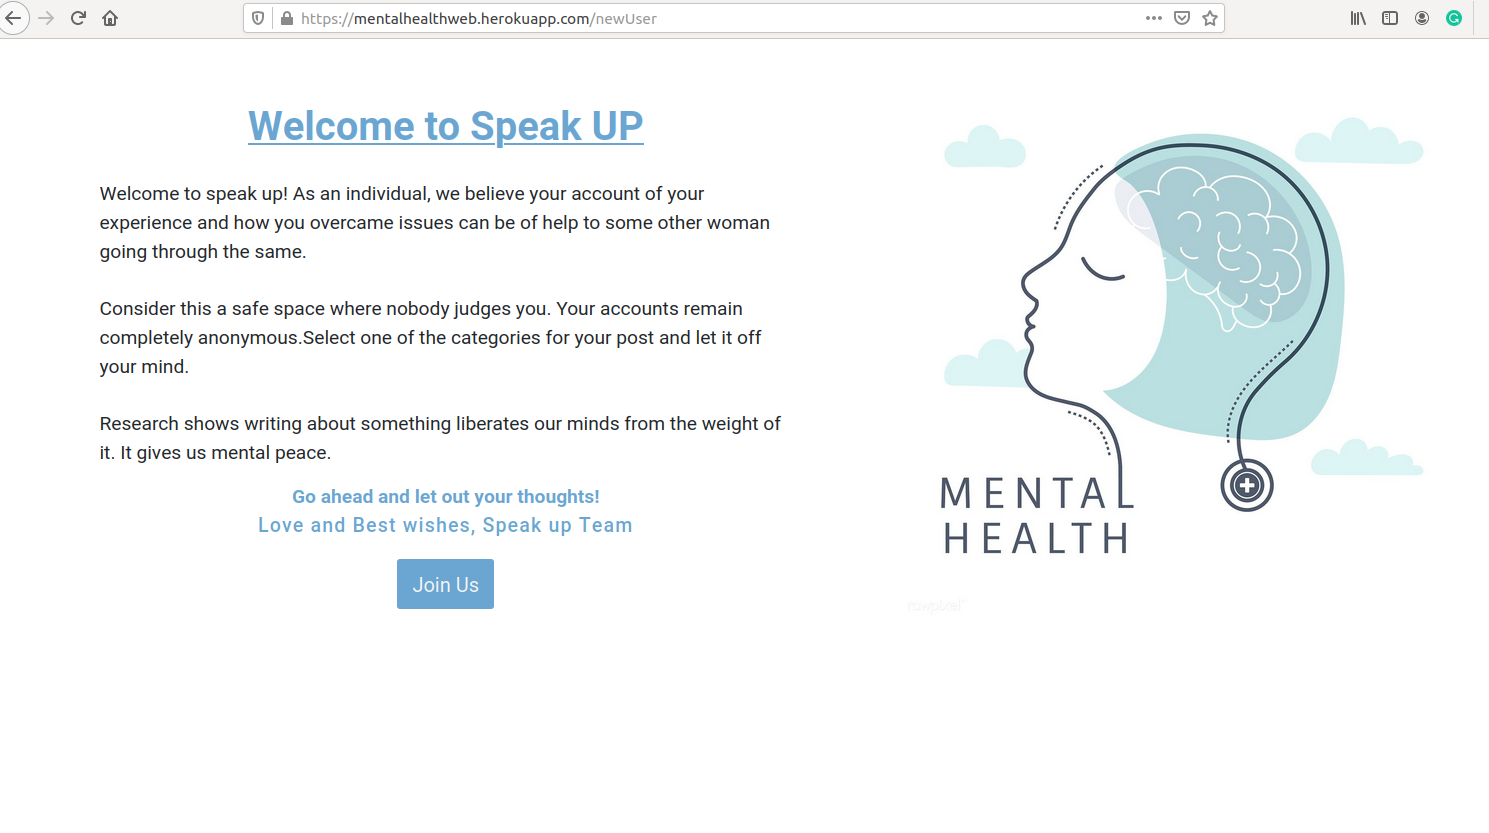 https://mentalhealthweb.herokuapp.com/newUser
Welcome to Speak UP
Welcome to speak up! As an individual, we believe your account of your
experience and how you overcame issues can be of help to some other woman
going through the same.
Consider this a safe space where nobody judges you. Your accounts remain
completely anonymous.Select one of the categories for your post and let it off
your mind.
Research shows writing about something liberates our minds from the weight of
it. It gives us mental peace.
Go ahead and let out your thoughts!
Love and Best wishes, Speak up Team
Join Us
MENTAL
HEALTH
rawpixel